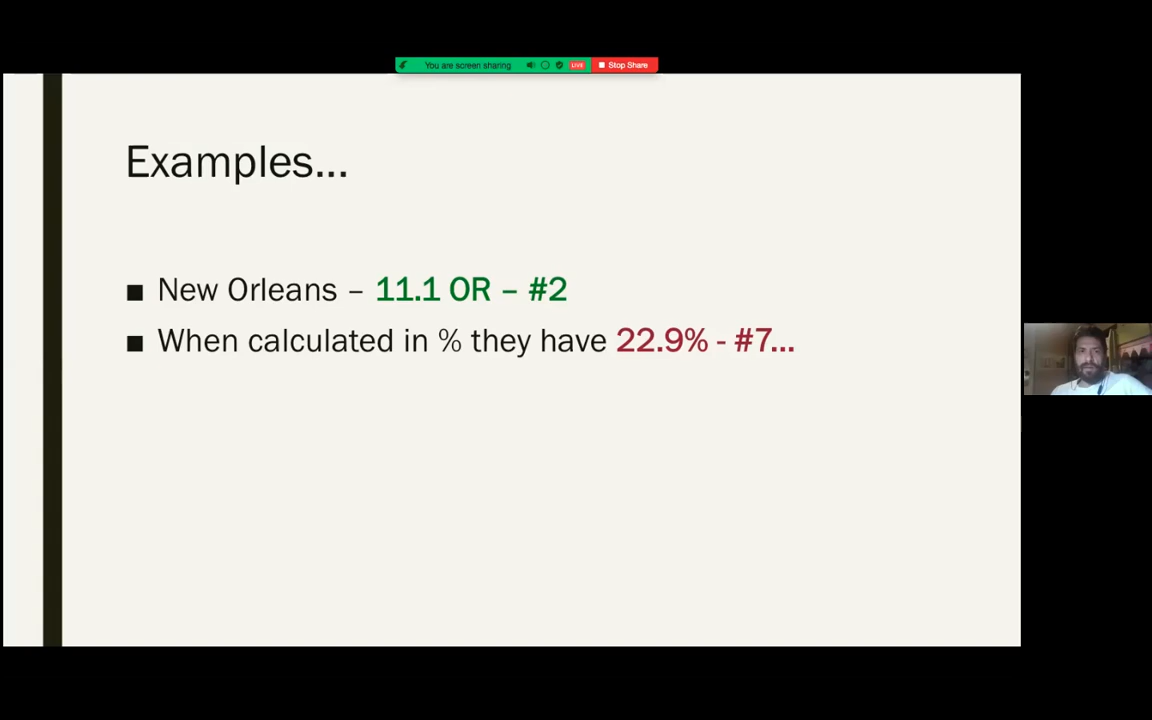 You are screen sharing LIVE Stop Share
Examples...
■ New Orleans – 11.1 OR – #2
■ When calculated in % they have 22.9% - #7...